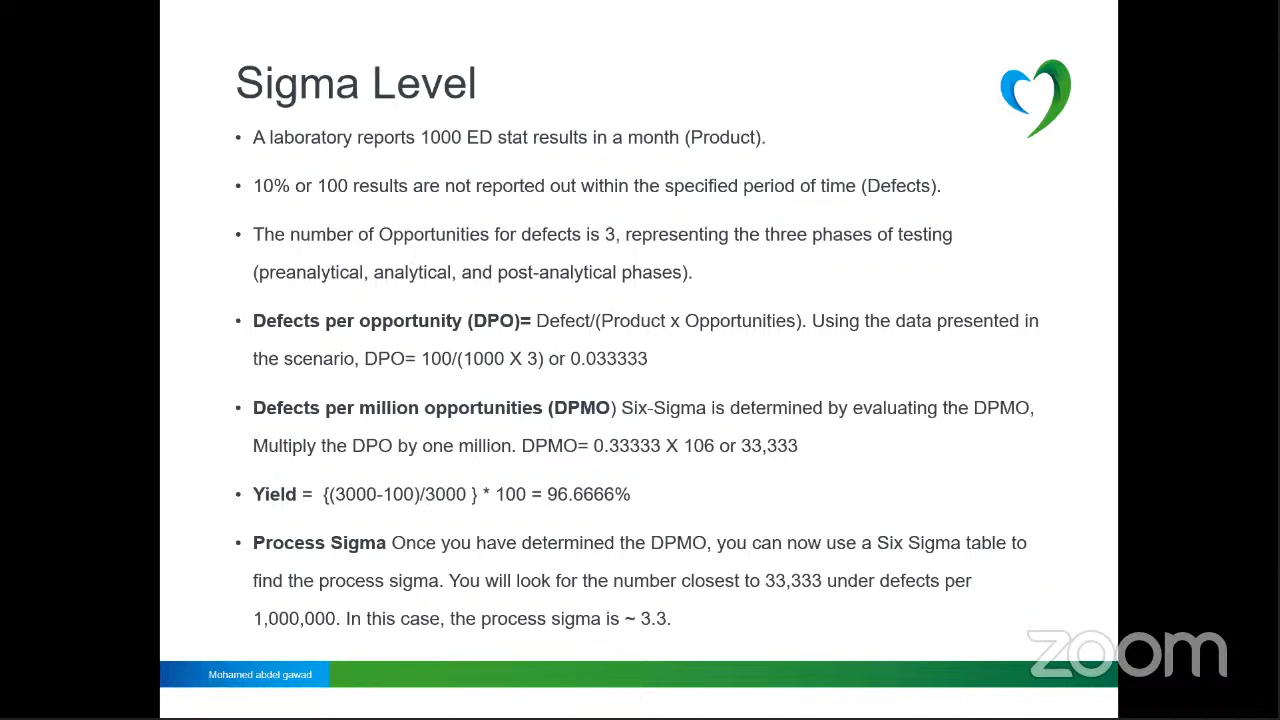 Sigma Level
• A laboratory reports 1000 ED stat results in a month (Product).
• 10% or 100 results are not reported out within the specified period of time (Defects).
• The number of Opportunities for defects is 3, representing the three phases of testing
(preanalytical, analytical, and post-analytical phases).
• Defects per opportunity (DPO)= Defect/(Product x Opportunities). Using the data presented in
the scenario, DPO= 100/(1000 X 3) or 0.033333
• Defects per million opportunities (DPMO) Six-Sigma is determined by evaluating the DPMO,
Multiply the DPO by one million. DPMO= 0.33333 X 106 or 33,333
• Yield = {(3000-100)/3000 } * 100 = 96.6666%
• Process Sigma Once you have determined the DPMO, you can now use a Six Sigma table to
find the process sigma. You will look for the number closest to 33,333 under defects per
1,000,000. In this case, the process sigma is ~ 3.3.
Mohamed abdel gawad
zoom